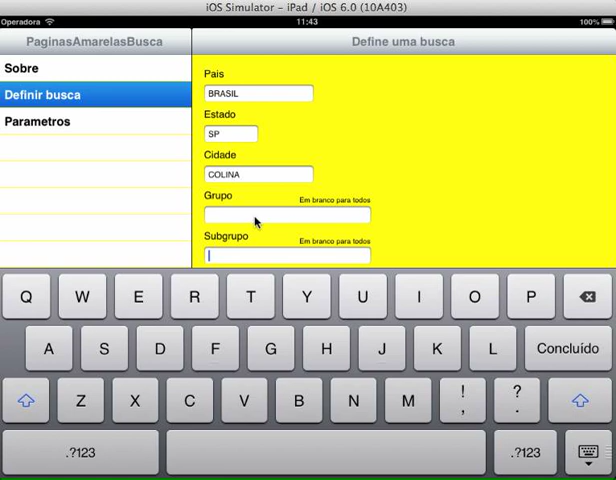 iOS Simulator – iPad / iOS 6.0 (10A403)
Operadora 11:43 100%
PaginasAmarelasBusca Define uma busca
Sobre
Definir busca
Parametros
Pais
BRASIL
Estado
SP
Cidade
COLINA
Grupo Em branco para todos
Subgrupo Em branco para todos
Q W E R T Y U I O P
A S D F G H J K L Concluído
Z X C V B N M ! , ? .
.?123 .?123